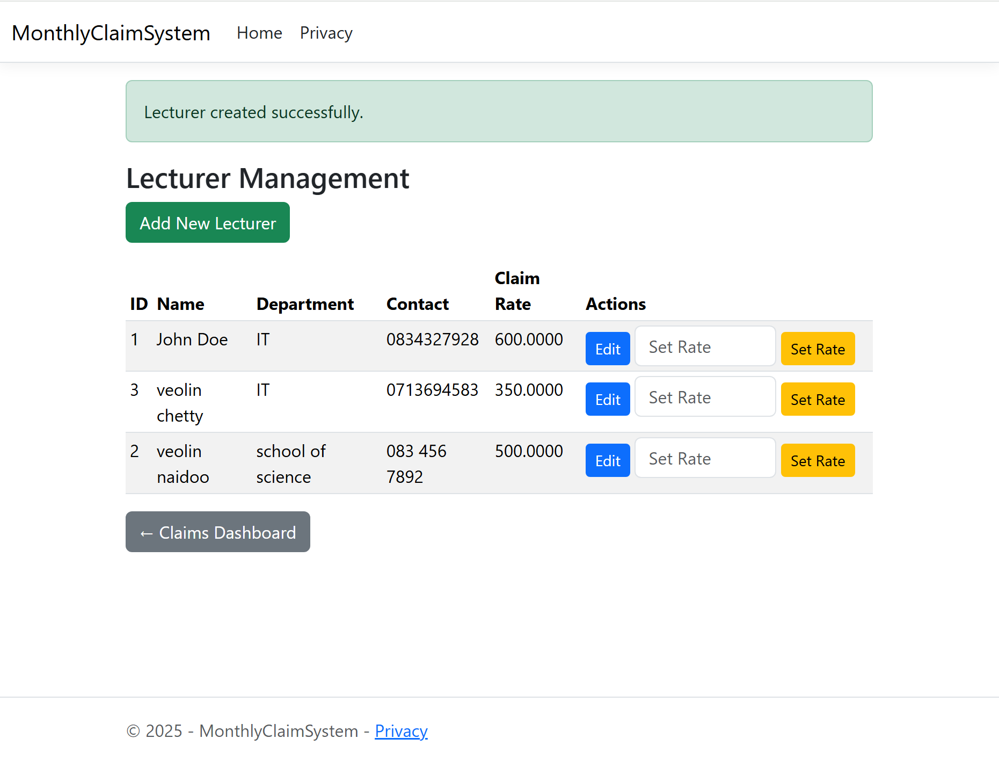 MonthlyClaimSystem Home Privacy
Lecturer created successfully.
Lecturer Management
Add New Lecturer
ID Name Department Contact Claim Rate Actions
1 John Doe IT 0834327928 600.0000 Edit Set Rate Set Rate
3 veolin chetty IT 0713694583 350.0000 Edit Set Rate Set Rate
2 veolin naidoo school of science 083 456 7892 500.0000 Edit Set Rate Set Rate
← Claims Dashboard
© 2025 - MonthlyClaimSystem - Privacy